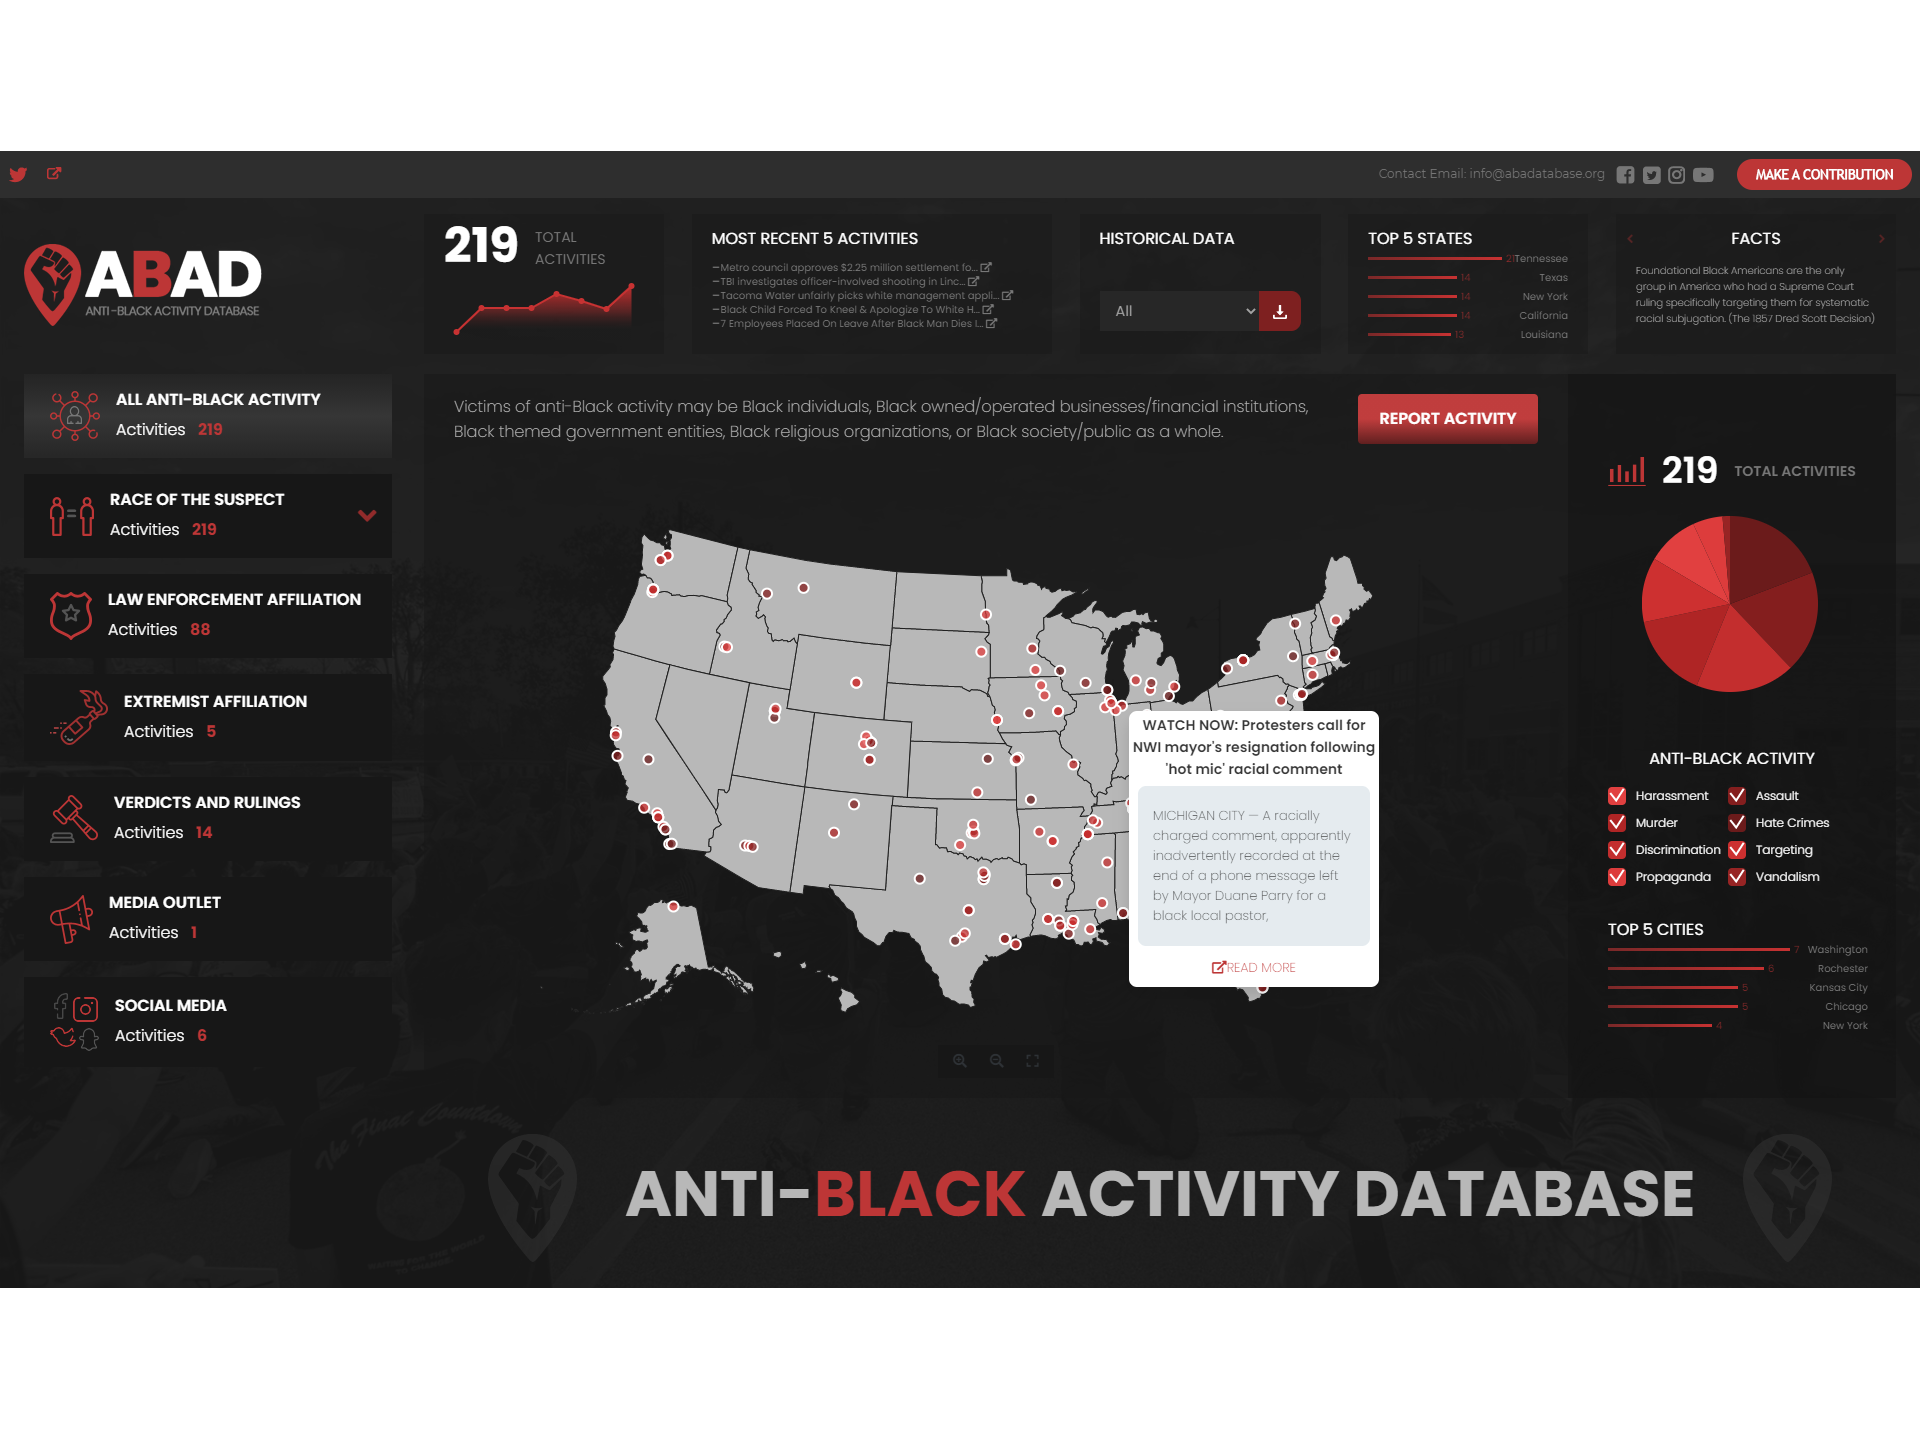 Contact Email: info@abadatabase.org
MAKE A CONTRIBUTION
ABAD
ANTI-BLACK ACTIVITY DATABASE
219 TOTAL ACTIVITIES
MOST RECENT 5 ACTIVITIES
—Metro council approves $2.25 million settlement fo...
—TBI investigates officer-involved shooting in Linc...
—Tacoma Water unfairly picks white management appli...
—Black Child Forced To Kneel & Apologize To White H...
—7 Employees Placed On Leave After Black Man Dies I...
HISTORICAL DATA
All
TOP 5 STATES
21 Tennessee
14 Texas
14 New York
14 California
13 Louisiana
FACTS
Foundational Black Americans are the only
group in America who had a Supreme Court
ruling specifically targeting them for systematic
racial subjugation. (The 1857 Dred Scott Decision)
ALL ANTI-BLACK ACTIVITY
Activities 219
RACE OF THE SUSPECT
Activities 219
LAW ENFORCEMENT AFFILIATION
Activities 88
EXTREMIST AFFILIATION
Activities 5
VERDICTS AND RULINGS
Activities 14
MEDIA OUTLET
Activities 1
SOCIAL MEDIA
Activities 6
Victims of anti-Black activity may be Black individuals, Black owned/operated businesses/financial institutions,
Black themed government entities, Black religious organizations, or Black society/public as a whole.
REPORT ACTIVITY
WATCH NOW: Protesters call for
NWI mayor's resignation following
'hot mic' racial comment
MICHIGAN CITY — A racially
charged comment, apparently
inadvertently recorded at the
end of a phone message left
by Mayor Duane Parry for a
black local pastor,
READ MORE
219 TOTAL ACTIVITIES
ANTI-BLACK ACTIVITY
Harassment Assault
Murder Hate Crimes
Discrimination Targeting
Propaganda Vandalism
TOP 5 CITIES
7 Washington
6 Rochester
5 Kansas City
5 Chicago
4 New York
The Final Countdown
ANTI-BLACK ACTIVITY DATABASE